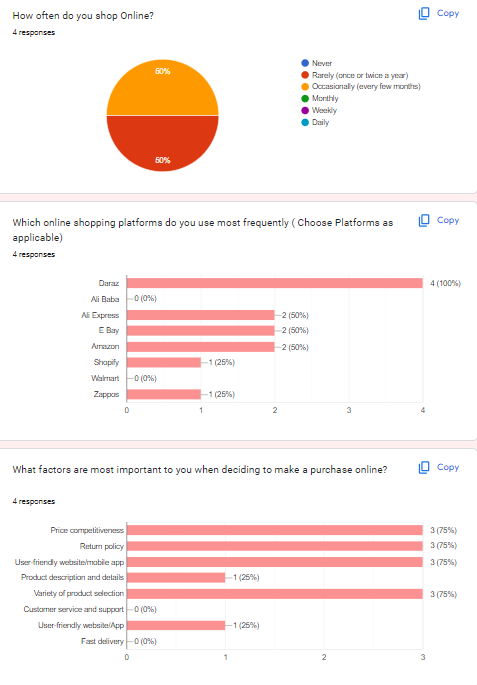 How often do you shop Online?
Copy
4 responses
50%
50%
Never
Rarely (once or twice a year)
Occasionally (every few months)
Monthly
Weekly
Daily
Which online shopping platforms do you use most frequently ( Choose Platforms as
applicable)
Copy
4 responses
Daraz 4 (100%)
Ali Baba 0 (0%)
Ali Express 2 (50%)
E Bay 2 (50%)
Amazon 2 (50%)
Shopify 1 (25%)
Walmart 0 (0%)
Zappos 1 (25%)
0 1 2 3 4
What factors are most important to you when deciding to make a purchase online?
Copy
4 responses
Price competitiveness 3 (75%)
Return policy 3 (75%)
User-friendly website/mobile app 3 (75%)
Product description and details 1 (25%)
Variety of product selection 3 (75%)
Customer service and support 0 (0%)
User-friendly website/App 1 (25%)
Fast delivery 0 (0%)
0 1 2 3